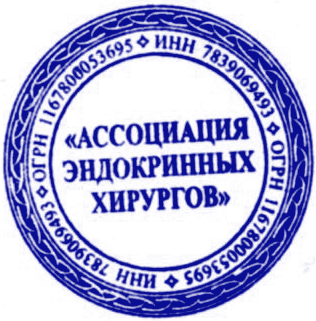 «АССОЦИАЦИЯ
ЭНДОКРИННЫХ
ХИРУРГОВ»
ОГРН 1167800053695 ❖ ИНН 7839069493 ❖ ОГРН 1167800053695 ❖ ИНН 7839069493 ❖